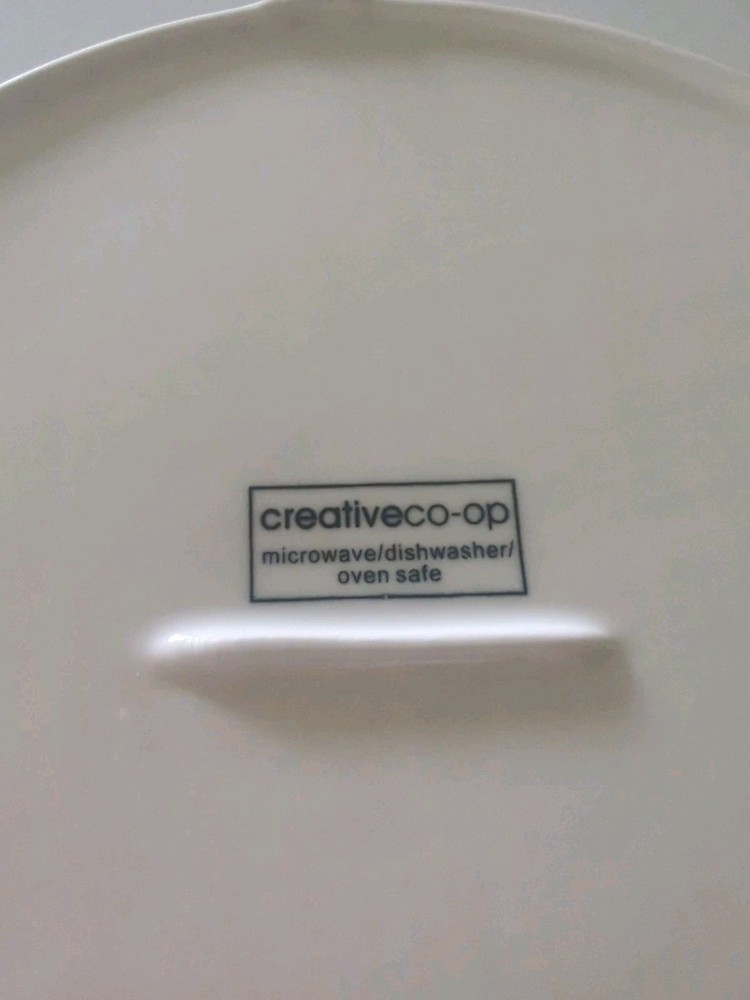 creativeco-op
microwave/dishwasher/
oven safe